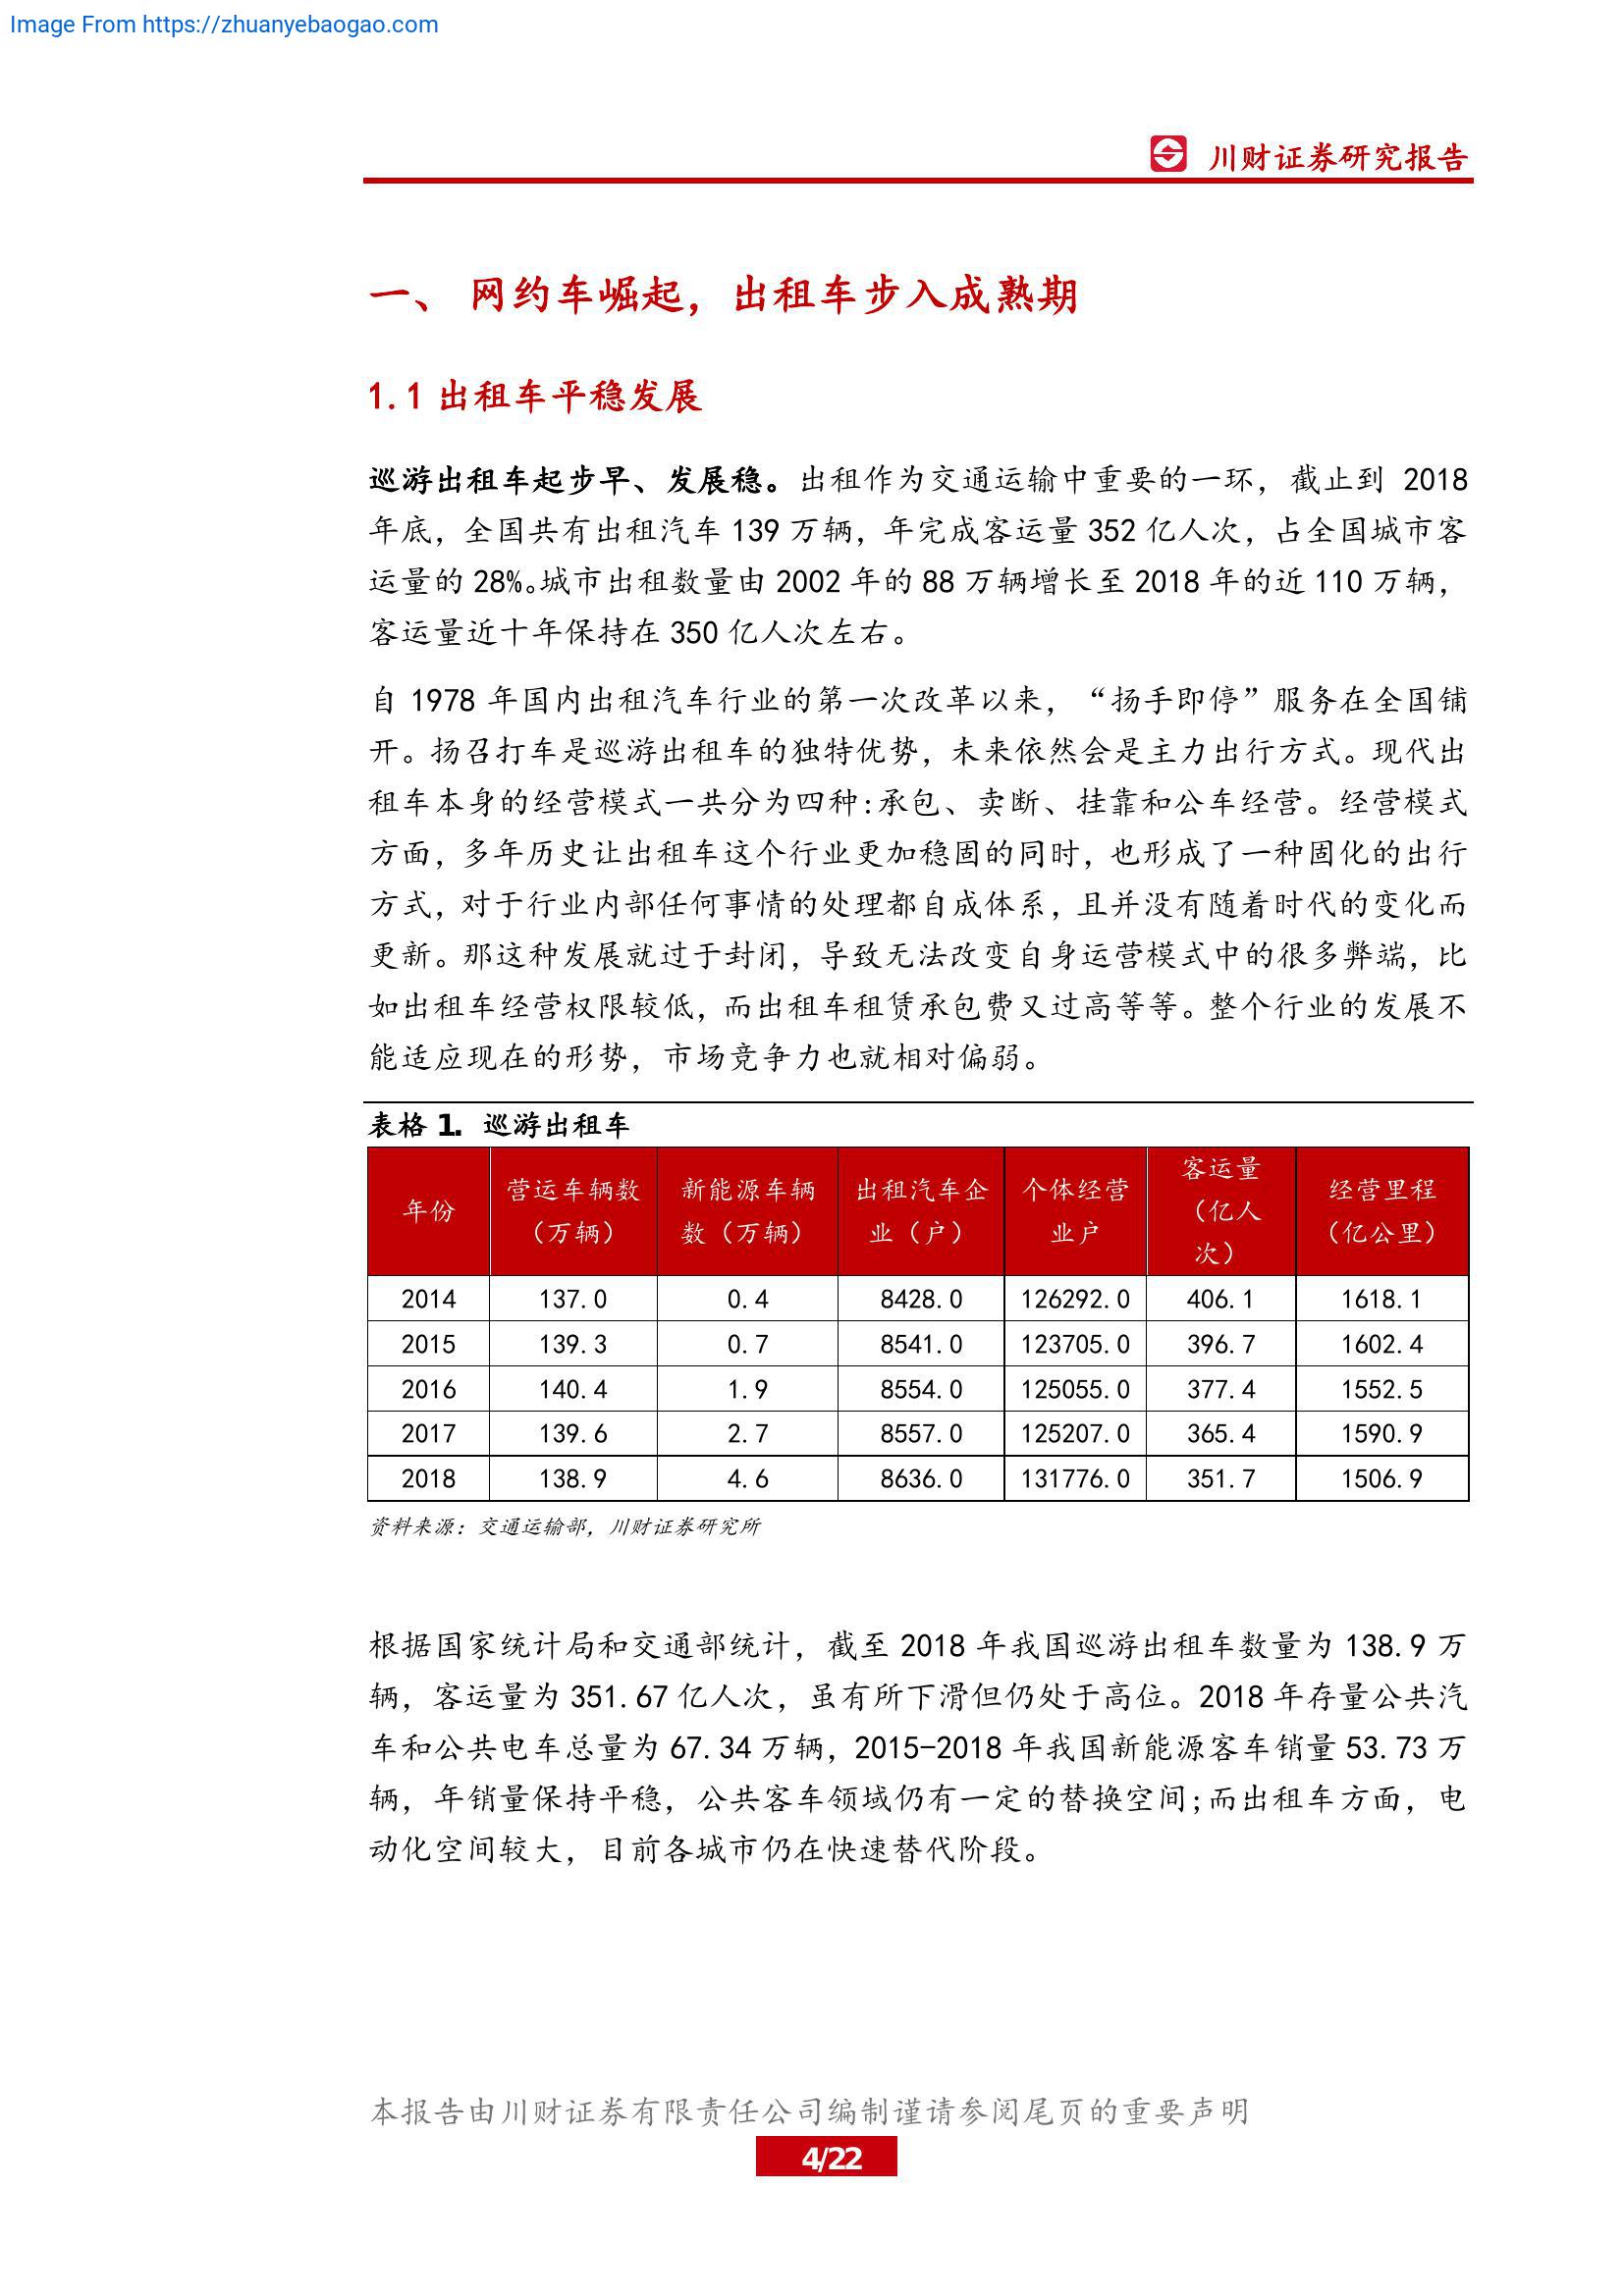 Image From https://zhuanyebaogao.com
川财证券研究报告
一、 网约车崛起，出租车步入成熟期
1.1 出租车平稳发展
巡游出租车起步早、发展稳。出租作为交通运输中重要的一环，截止到 2018
年底，全国共有出租汽车 139 万辆，年完成客运量 352 亿人次，占全国城市客
运量的 28%。城市出租数量由 2002 年的 88 万辆增长至 2018 年的近 110 万辆，
客运量近十年保持在 350 亿人次左右。
自 1978 年国内出租汽车行业的第一次改革以来，“扬手即停”服务在全国铺
开。扬召打车是巡游出租车的独特优势，未来依然会是主力出行方式。现代出
租车本身的经营模式一共分为四种:承包、卖断、挂靠和公车经营。经营模式
方面，多年历史让出租车这个行业更加稳固的同时，也形成了一种固化的出行
方式，对于行业内部任何事情的处理都自成体系，且并没有随着时代的变化而
更新。那这种发展就过于封闭，导致无法改变自身运营模式中的很多弊端，比
如出租车经营权限较低，而出租车租赁承包费又过高等等。整个行业的发展不
能适应现在的形势，市场竞争力也就相对偏弱。
表格 1. 巡游出租车
年份 营运车辆数（万辆） 新能源车辆数（万辆） 出租汽车企业（户） 个体经营业户 客运量（亿人次） 经营里程（亿公里）
2014 137.0 0.4 8428.0 126292.0 406.1 1618.1
2015 139.3 0.7 8541.0 123705.0 396.7 1602.4
2016 140.4 1.9 8554.0 125055.0 377.4 1552.5
2017 139.6 2.7 8557.0 125207.0 365.4 1590.9
2018 138.9 4.6 8636.0 131776.0 351.7 1506.9
资料来源：交通运输部，川财证券研究所
根据国家统计局和交通部统计，截至 2018 年我国巡游出租车数量为 138.9 万
辆，客运量为 351.67 亿人次，虽有所下滑但仍处于高位。2018 年存量公共汽
车和公共电车总量为 67.34 万辆，2015-2018 年我国新能源客车销量 53.73 万
辆，年销量保持平稳，公共客车领域仍有一定的替换空间;而出租车方面，电
动化空间较大，目前各城市仍在快速替代阶段。
本报告由川财证券有限责任公司编制谨请参阅尾页的重要声明
4/22